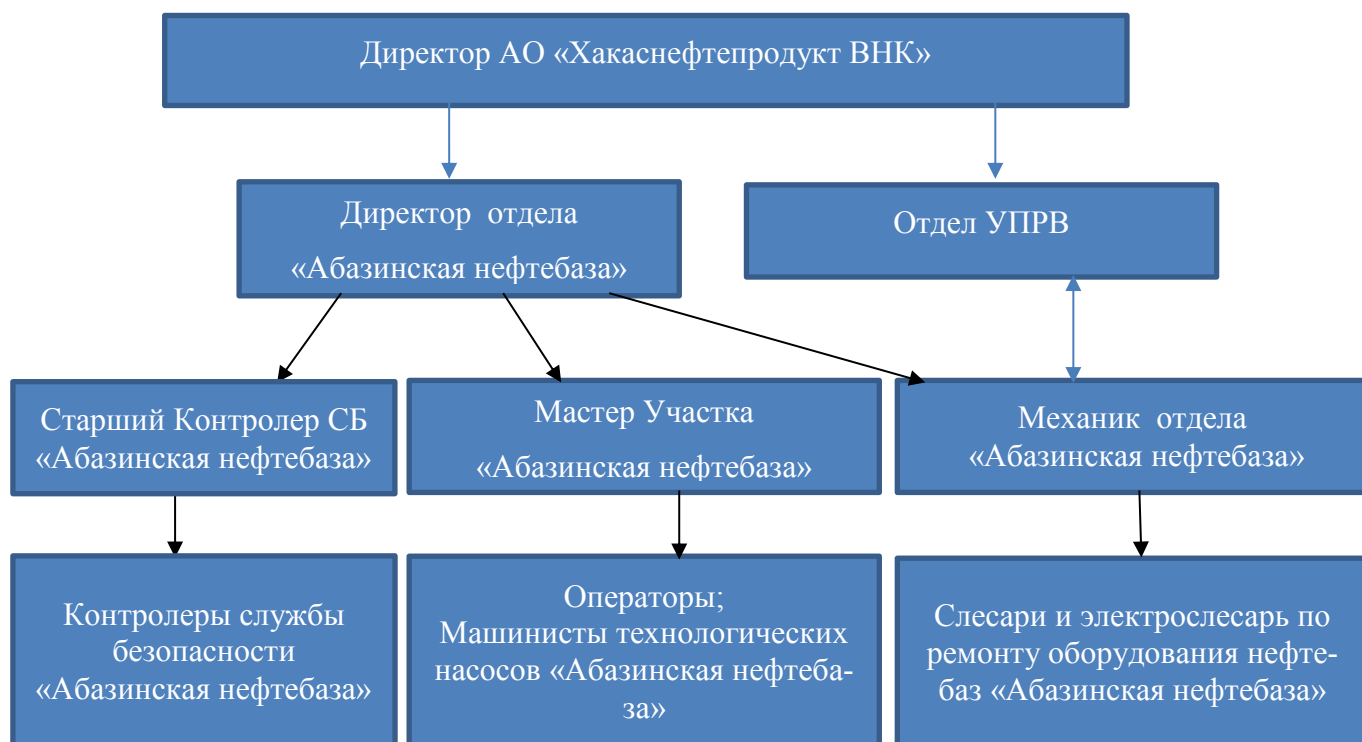 Директор АО «Хакаснефтепродукт ВНК»
Директор отдела
«Абазинская нефтебаза»
Отдел УПРВ
Старший Контролер СБ
«Абазинская нефтебаза»
Мастер Участка
«Абазинская нефтебаза»
Механик отдела
«Абазинская нефтебаза»
Контролеры службы
безопасности
«Абазинская нефтебаза»
Операторы;
Машинисты технологических
насосов «Абазинская нефтеба-
за»
Слесари и электрослесарь по
ремонту оборудования нефте-
баз «Абазинская нефтебаза»